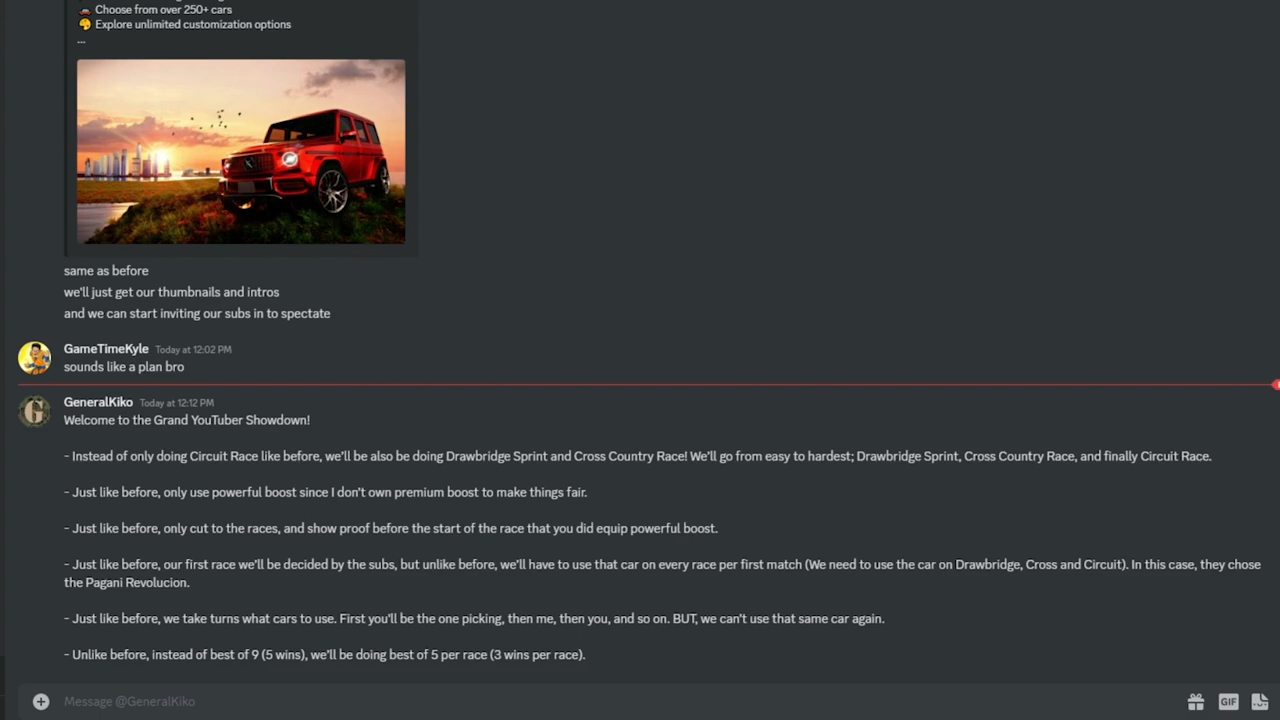 Choose from over 250+ cars
Explore unlimited customization options
...
same as before
we'll just get our thumbnails and intros
and we can start inviting our subs in to spectate
GameTimeKyle Today at 12:02 PM
sounds like a plan bro
GeneralKiko Today at 12:12 PM
G
Welcome to the Grand YouTuber Showdown!
- Instead of only doing Circuit Race like before, we'll be also be doing Drawbridge Sprint and Cross Country Race! We'll go from easy to hardest; Drawbridge Sprint, Cross Country Race, and finally Circuit Race.
- Just like before, only use powerful boost since I don't own premium boost to make things fair.
- Just like before, only cut to the races, and show proof before the start of the race that you did equip powerful boost.
- Just like before, our first race we'll be decided by the subs, but unlike before, we'll have to use that car on every race per first match (We need to use the car on Drawbridge, Cross and Circuit). In this case, they chose
the Pagani Revolucion.
- Just like before, we take turns what cars to use. First you'll be the one picking, then me, then you, and so on. BUT, we can't use that same car again.
- Unlike before, instead of best of 9 (5 wins), we'll be doing best of 5 per race (3 wins per race).
Message @GeneralKiko
GIF